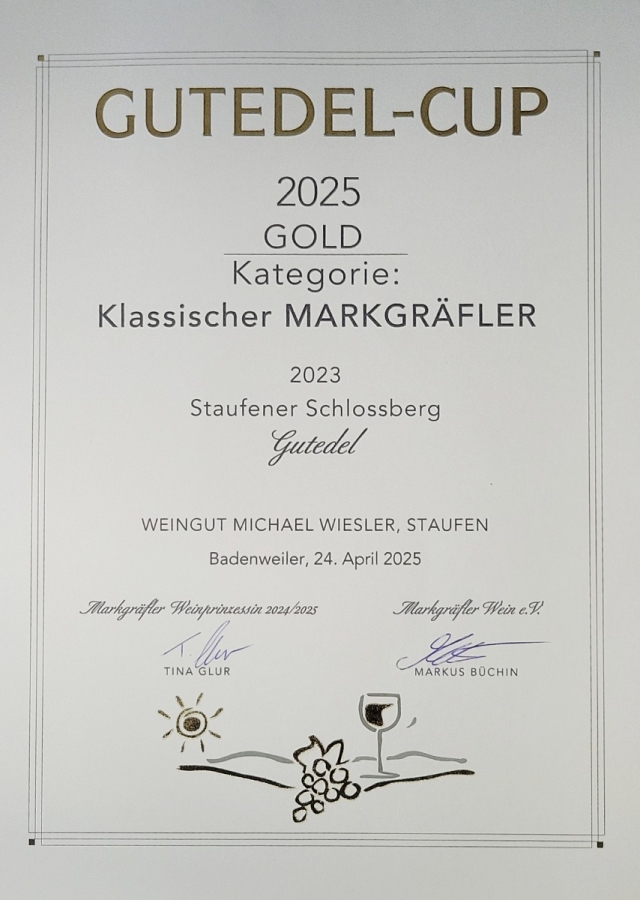 GUTEDEL-CUP
2025
GOLD
Kategorie:
Klassischer MARKGRÄFLER
2023
Staufener Schlossberg
Gutedel
WEINGUT MICHAEL WIESLER, STAUFEN
Badenweiler, 24. April 2025
Markgräfler Weinprinzessin 2024/2025
Markgräfler Wein e.V.
TINA GLUR
MARKUS BÜCHIN